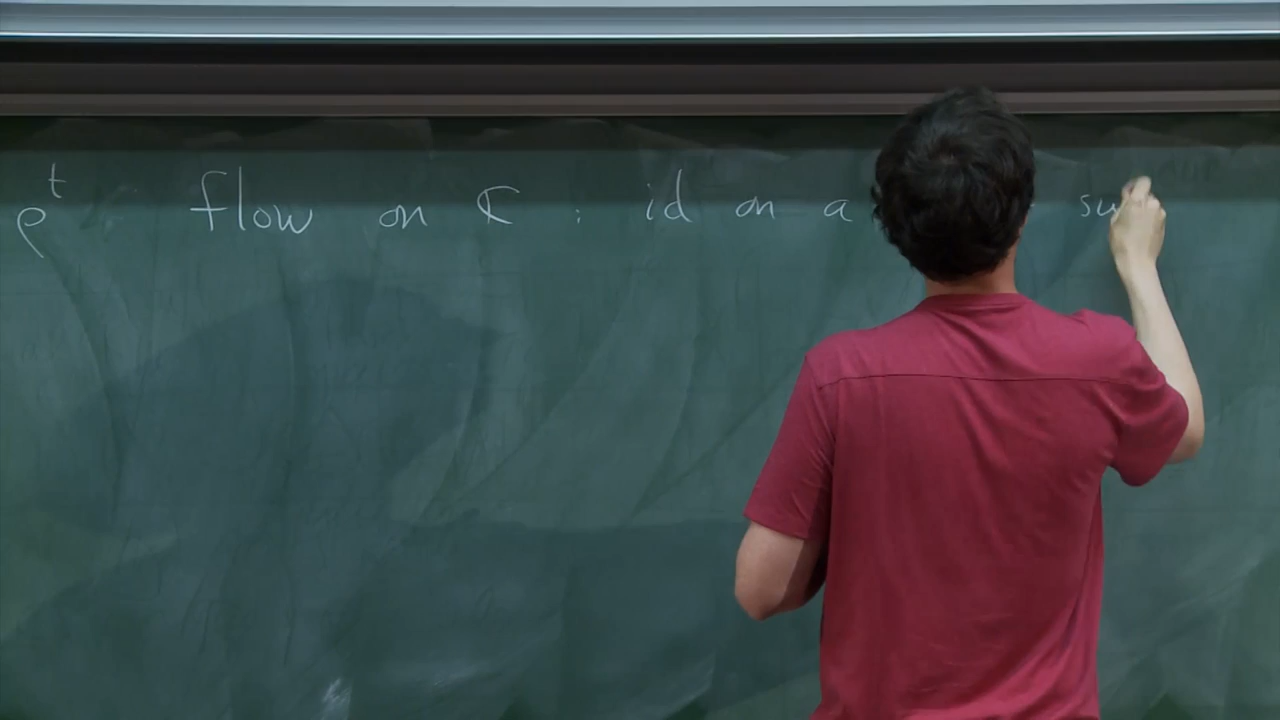 ρ^t flow on ℂ : id on a su